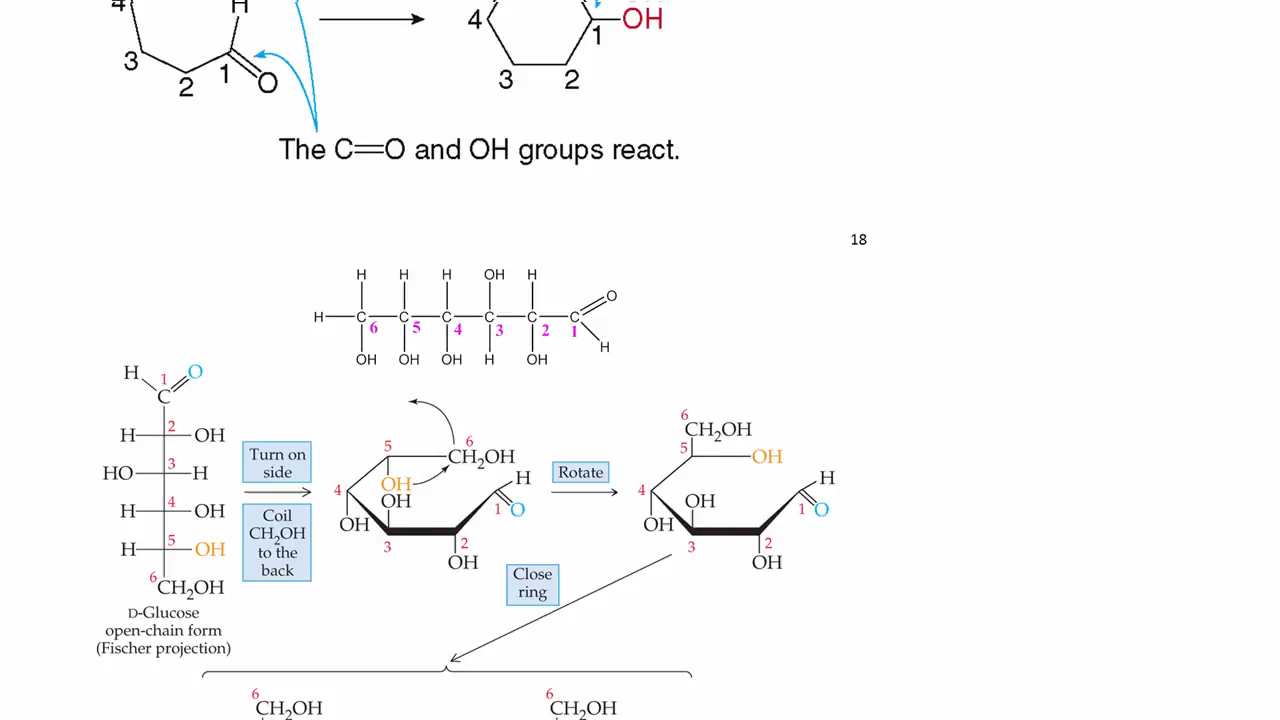 4 H 4 OH
3 1 1
2 O 3 2
The C=O and OH groups react.
18
H H H OH H O
H C C C C C C
6 5 4 3 2 1
OH OH OH H OH H
H 1 O
C
2
H OH
3
HO H
4
H OH
5
H OH
6
CH₂OH
D-Glucose
open-chain form
(Fischer projection)
Turn on
side
Coil
CH₂OH
to the
back
5 6
CH₂OH
OH H
4 OH
OH 1 O
3 2
OH
Rotate
6
CH₂OH
5 OH
H
4 OH
OH 1 O
3 2
OH
Close
ring
6 6
CH₂OH CH₂OH